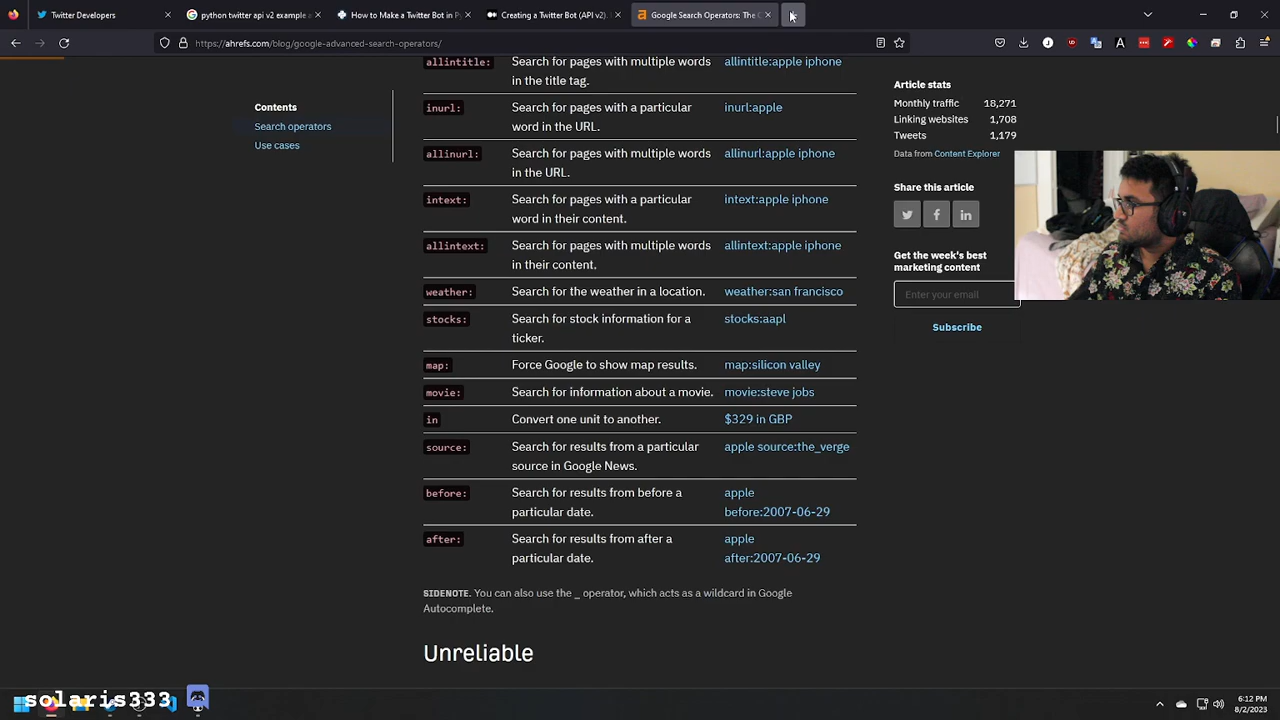 Twitter Developers
python twitter api v2 example a
How to Make a Twitter Bot in P
Creating a Twitter Bot (API v2).
Google Search Operators: The C
https://ahrefs.com/blog/google-advanced-search-operators/
Contents
Search operators
Use cases
allintitle: Search for pages with multiple words allintitle:apple iphone
in the title tag.
inurl: Search for pages with a particular inurl:apple
word in the URL.
allinurl: Search for pages with multiple words allinurl:apple iphone
in the URL.
intext: Search for pages with a particular intext:apple iphone
word in their content.
allintext: Search for pages with multiple words allintext:apple iphone
in their content.
weather: Search for the weather in a location. weather:san francisco
stocks: Search for stock information for a stocks:aapl
ticker.
map: Force Google to show map results. map:silicon valley
movie: Search for information about a movie. movie:steve jobs
in Convert one unit to another. $329 in GBP
source: Search for results from a particular apple source:the_verge
source in Google News.
before: Search for results from before a apple
particular date. before:2007-06-29
after: Search for results from after a apple
particular date. after:2007-06-29
SIDENOTE. You can also use the _ operator, which acts as a wildcard in Google
Autocomplete.
Unreliable
Article stats
Monthly traffic 18,271
Linking websites 1,708
Tweets 1,179
Data from Content Explorer
Share this article
Get the week's best
marketing content
Enter your email
Subscribe
solaris333
6:12 PM
8/2/2023